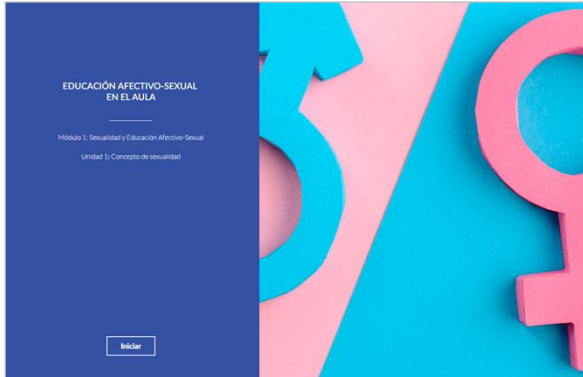 EDUCACIÓN AFECTIVO-SEXUAL
EN EL AULA
Módulo 1: Sexualidad y Educación Afectivo-Sexual
Unidad 1: Concepto de sexualidad
Iniciar